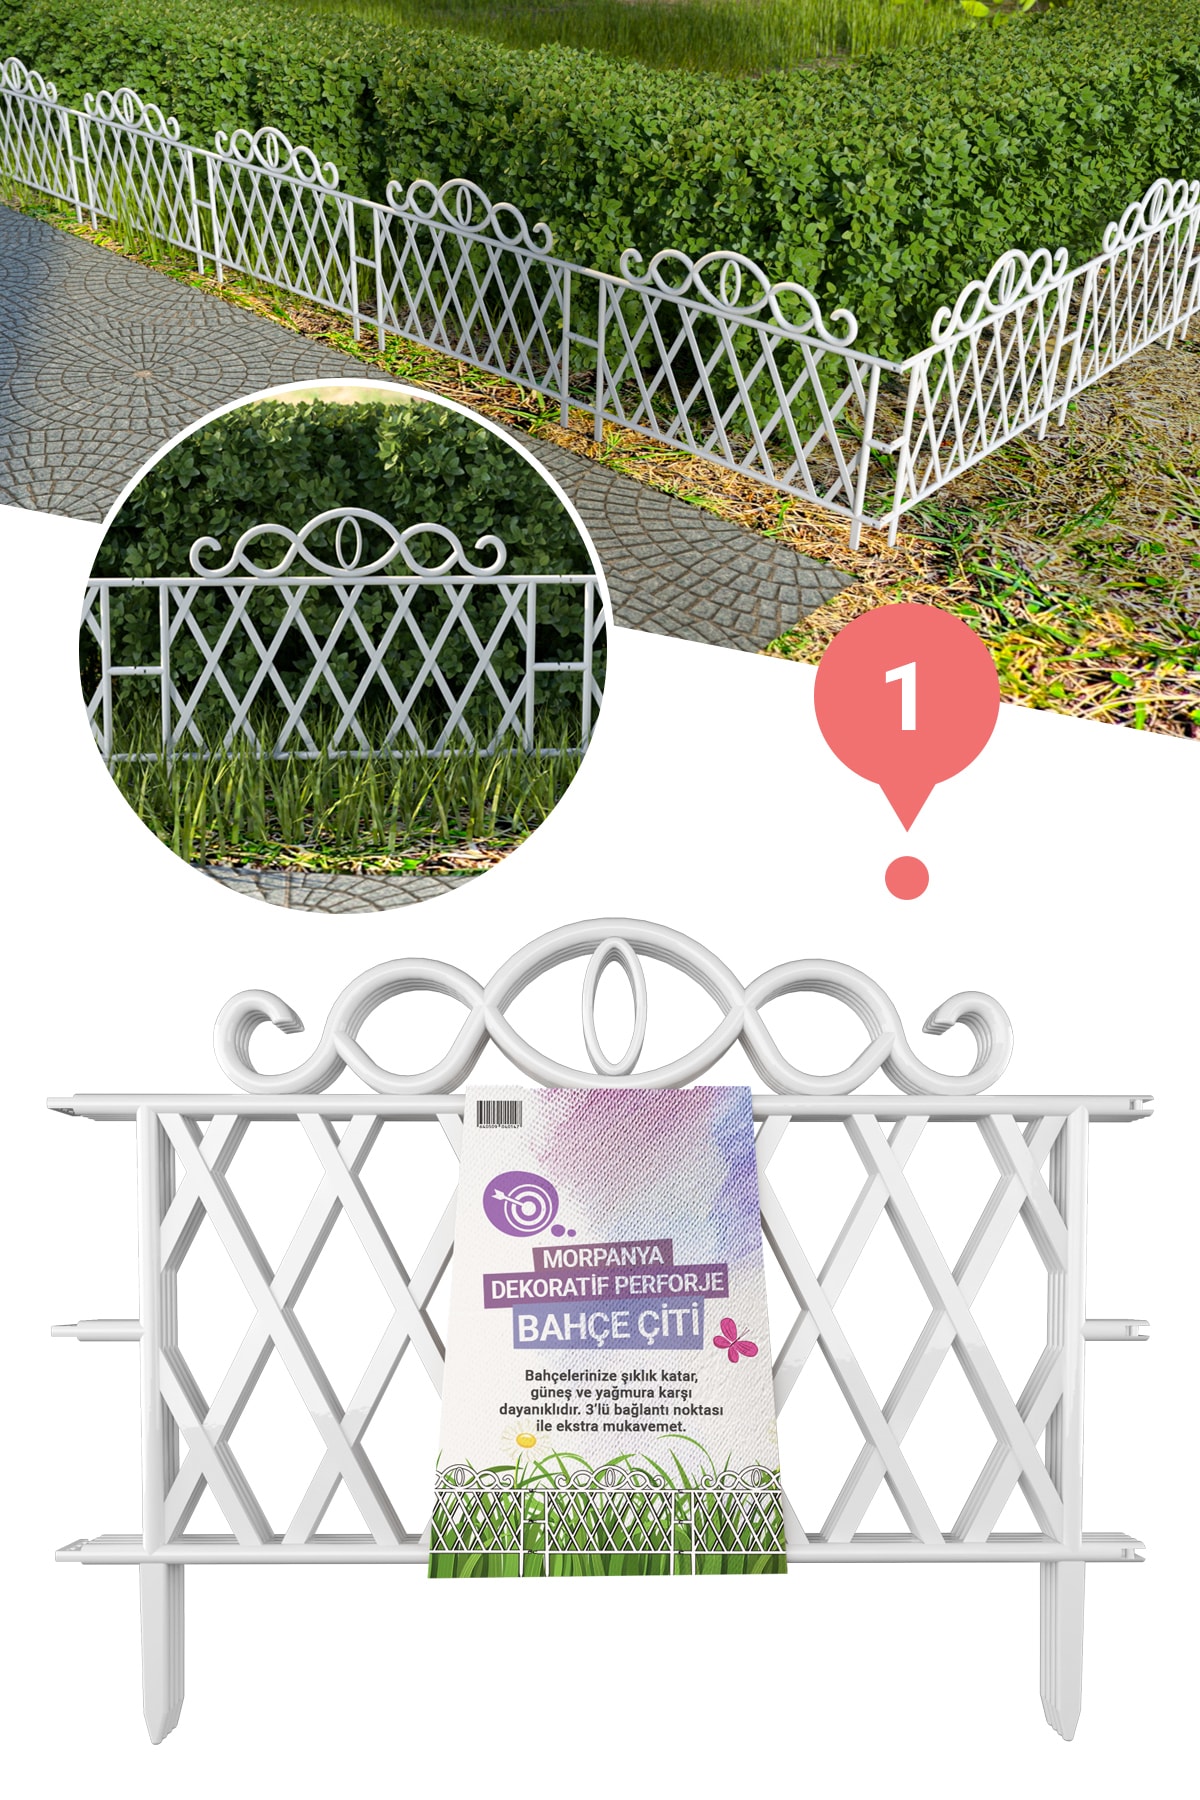 1
MORPANYA
DEKORATİF PERFORJE
BAHÇE ÇİTİ
Bahçelerinize şıklık katar,
güneş ve yağmura karşı
dayanıklıdır. 3'lü bağlantı noktası
ile ekstra mukavemet.